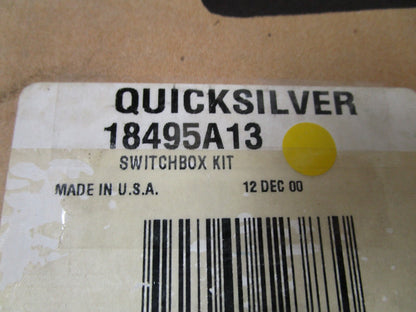 QUICKSILVER
18495A13
SWITCHBOX KIT
MADE IN U.S.A. 12 DEC 00